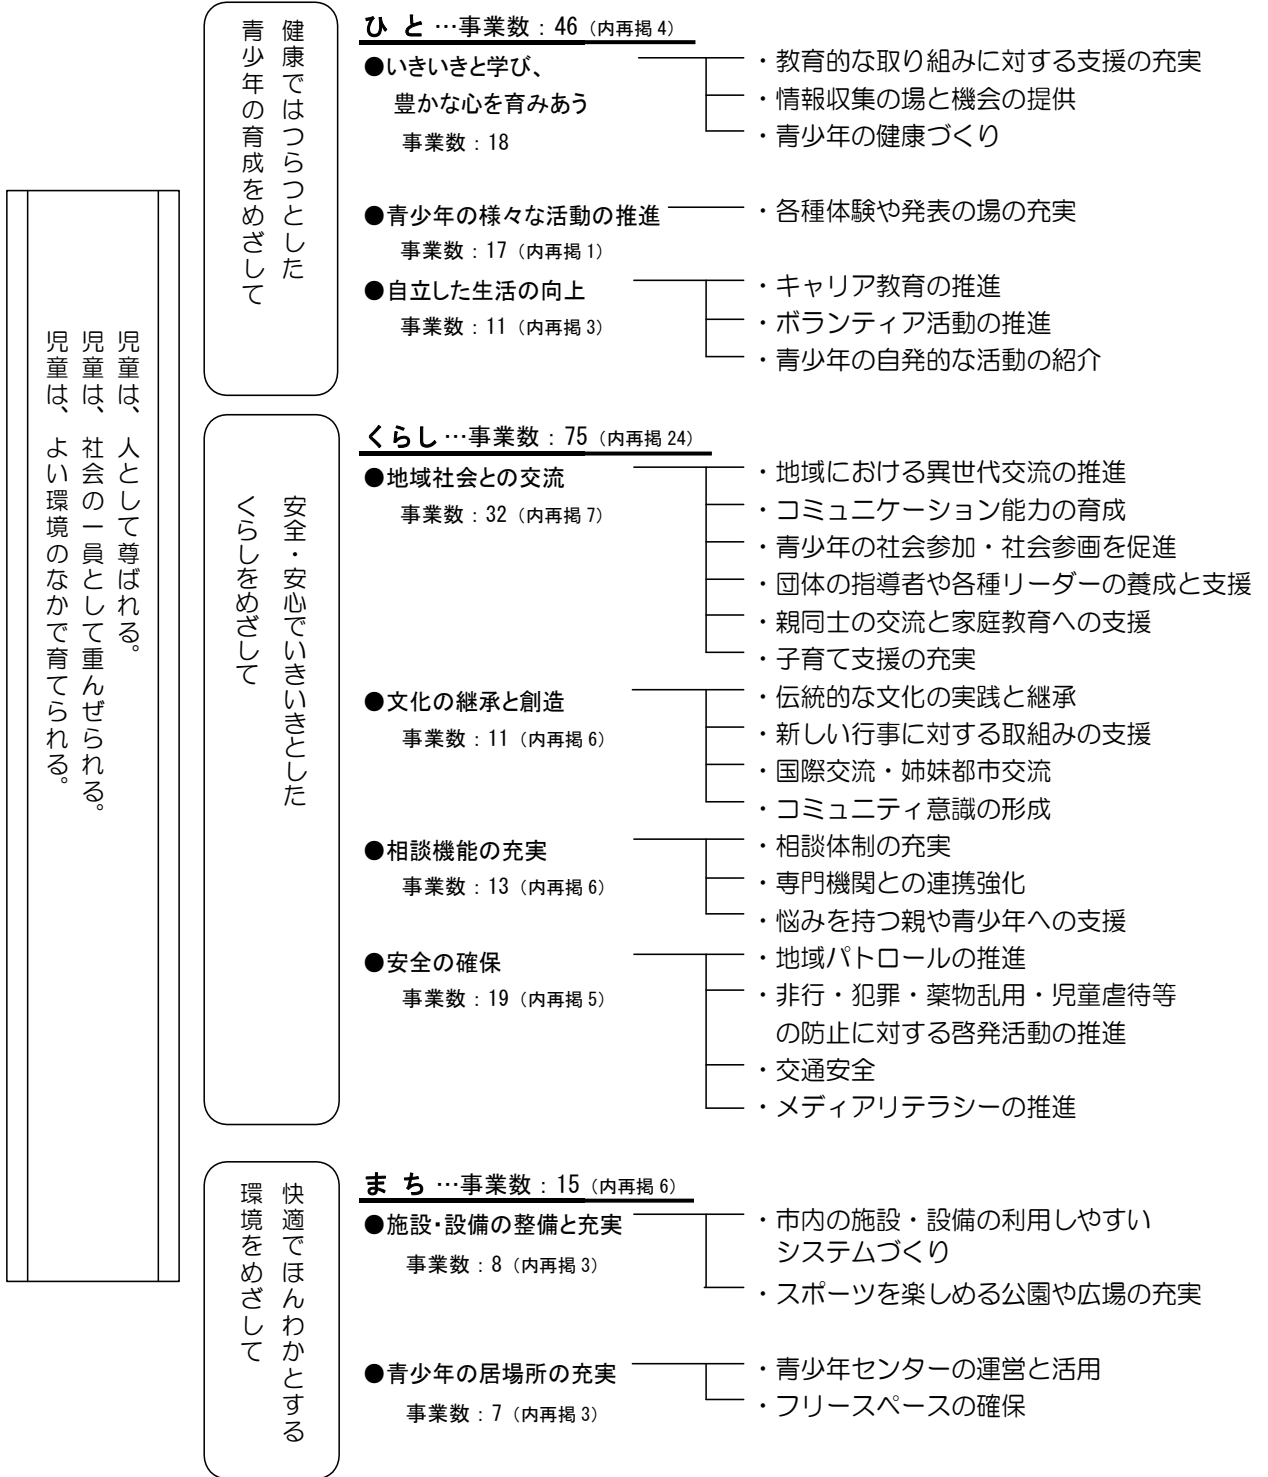 児童は、人として尊ばれる。
児童は、社会の一員として重んぜられる。
児童は、よい環境のなかで育てられる。
健康ではつらつとした
青少年の育成をめざして
ひ と…事業数：46（内再掲 4）
●いきいきと学び、
豊かな心を育みあう
事業数：18
・教育的な取り組みに対する支援の充実
・情報収集の場と機会の提供
・青少年の健康づくり
●青少年の様々な活動の推進
事業数：17（内再掲 1）
・各種体験や発表の場の充実
●自立した生活の向上
事業数：11（内再掲 3）
・キャリア教育の推進
・ボランティア活動の推進
・青少年の自発的な活動の紹介
安全・安心でいきいきとした
くらしをめざして
くらし…事業数：75（内再掲 24）
●地域社会との交流
事業数：32（内再掲 7）
・地域における異世代交流の推進
・コミュニケーション能力の育成
・青少年の社会参加・社会参画を促進
・団体の指導者や各種リーダーの養成と支援
・親同士の交流と家庭教育への支援
・子育て支援の充実
●文化の継承と創造
事業数：11（内再掲 6）
・伝統的な文化の実践と継承
・新しい行事に対する取組みの支援
・国際交流・姉妹都市交流
・コミュニティ意識の形成
●相談機能の充実
事業数：13（内再掲 6）
・相談体制の充実
・専門機関との連携強化
・悩みを持つ親や青少年への支援
●安全の確保
事業数：19（内再掲 5）
・地域パトロールの推進
・非行・犯罪・薬物乱用・児童虐待等
の防止に対する啓発活動の推進
・交通安全
・メディアリテラシーの推進
快適でほんわかとする
環境をめざして
ま ち…事業数：15（内再掲 6）
●施設・設備の整備と充実
事業数：8（内再掲 3）
・市内の施設・設備の利用しやすい
システムづくり
・スポーツを楽しめる公園や広場の充実
●青少年の居場所の充実
事業数：7（内再掲 3）
・青少年センターの運営と活用
・フリースペースの確保